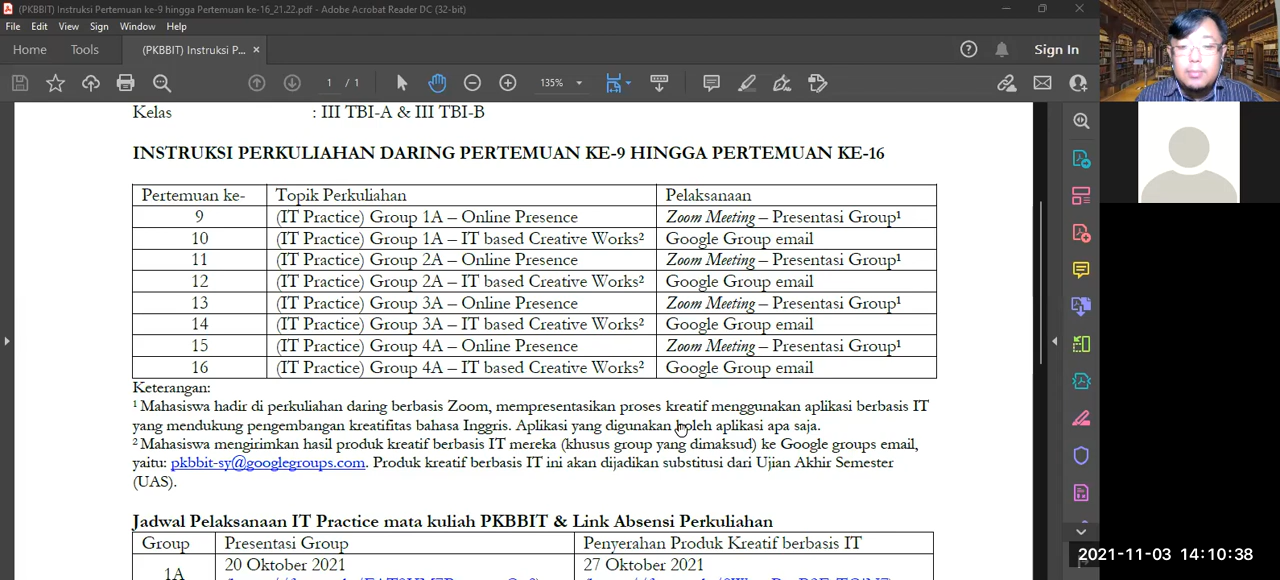 (PKBBIT) Instruksi Pertemuan ke-9 hingga Pertemuan ke-16_21.22.pdf - Adobe Acrobat Reader DC (32-bit)
File Edit View Sign Window Help
Home Tools (PKBBIT) Instruksi P... × Sign In
1 / 1 135%
Kelas : III TBI-A & III TBI-B
INSTRUKSI PERKULIAHAN DARING PERTEMUAN KE-9 HINGGA PERTEMUAN KE-16
Pertemuan ke- Topik Perkuliahan Pelaksanaan
9 (IT Practice) Group 1A – Online Presence Zoom Meeting – Presentasi Group¹
10 (IT Practice) Group 1A – IT based Creative Works² Google Group email
11 (IT Practice) Group 2A – Online Presence Zoom Meeting – Presentasi Group¹
12 (IT Practice) Group 2A – IT based Creative Works² Google Group email
13 (IT Practice) Group 3A – Online Presence Zoom Meeting – Presentasi Group¹
14 (IT Practice) Group 3A – IT based Creative Works² Google Group email
15 (IT Practice) Group 4A – Online Presence Zoom Meeting – Presentasi Group¹
16 (IT Practice) Group 4A – IT based Creative Works² Google Group email
Keterangan:
¹ Mahasiswa hadir di perkuliahan daring berbasis Zoom, mempresentasikan proses kreatif menggunakan aplikasi berbasis IT
yang mendukung pengembangan kreatifitas bahasa Inggris. Aplikasi yang digunakan boleh aplikasi apa saja.
² Mahasiswa mengirimkan hasil produk kreatif berbasis IT mereka (khusus group yang dimaksud) ke Google groups email,
yaitu: pkbbit-sy@googlegroups.com. Produk kreatif berbasis IT ini akan dijadikan substitusi dari Ujian Akhir Semester
(UAS).
Jadwal Pelaksanaan IT Practice mata kuliah PKBBIT & Link Absensi Perkuliahan
Group Presentasi Group Penyerahan Produk Kreatif berbasis IT
1A 20 Oktober 2021 27 Oktober 2021
2021-11-03 14:10:38